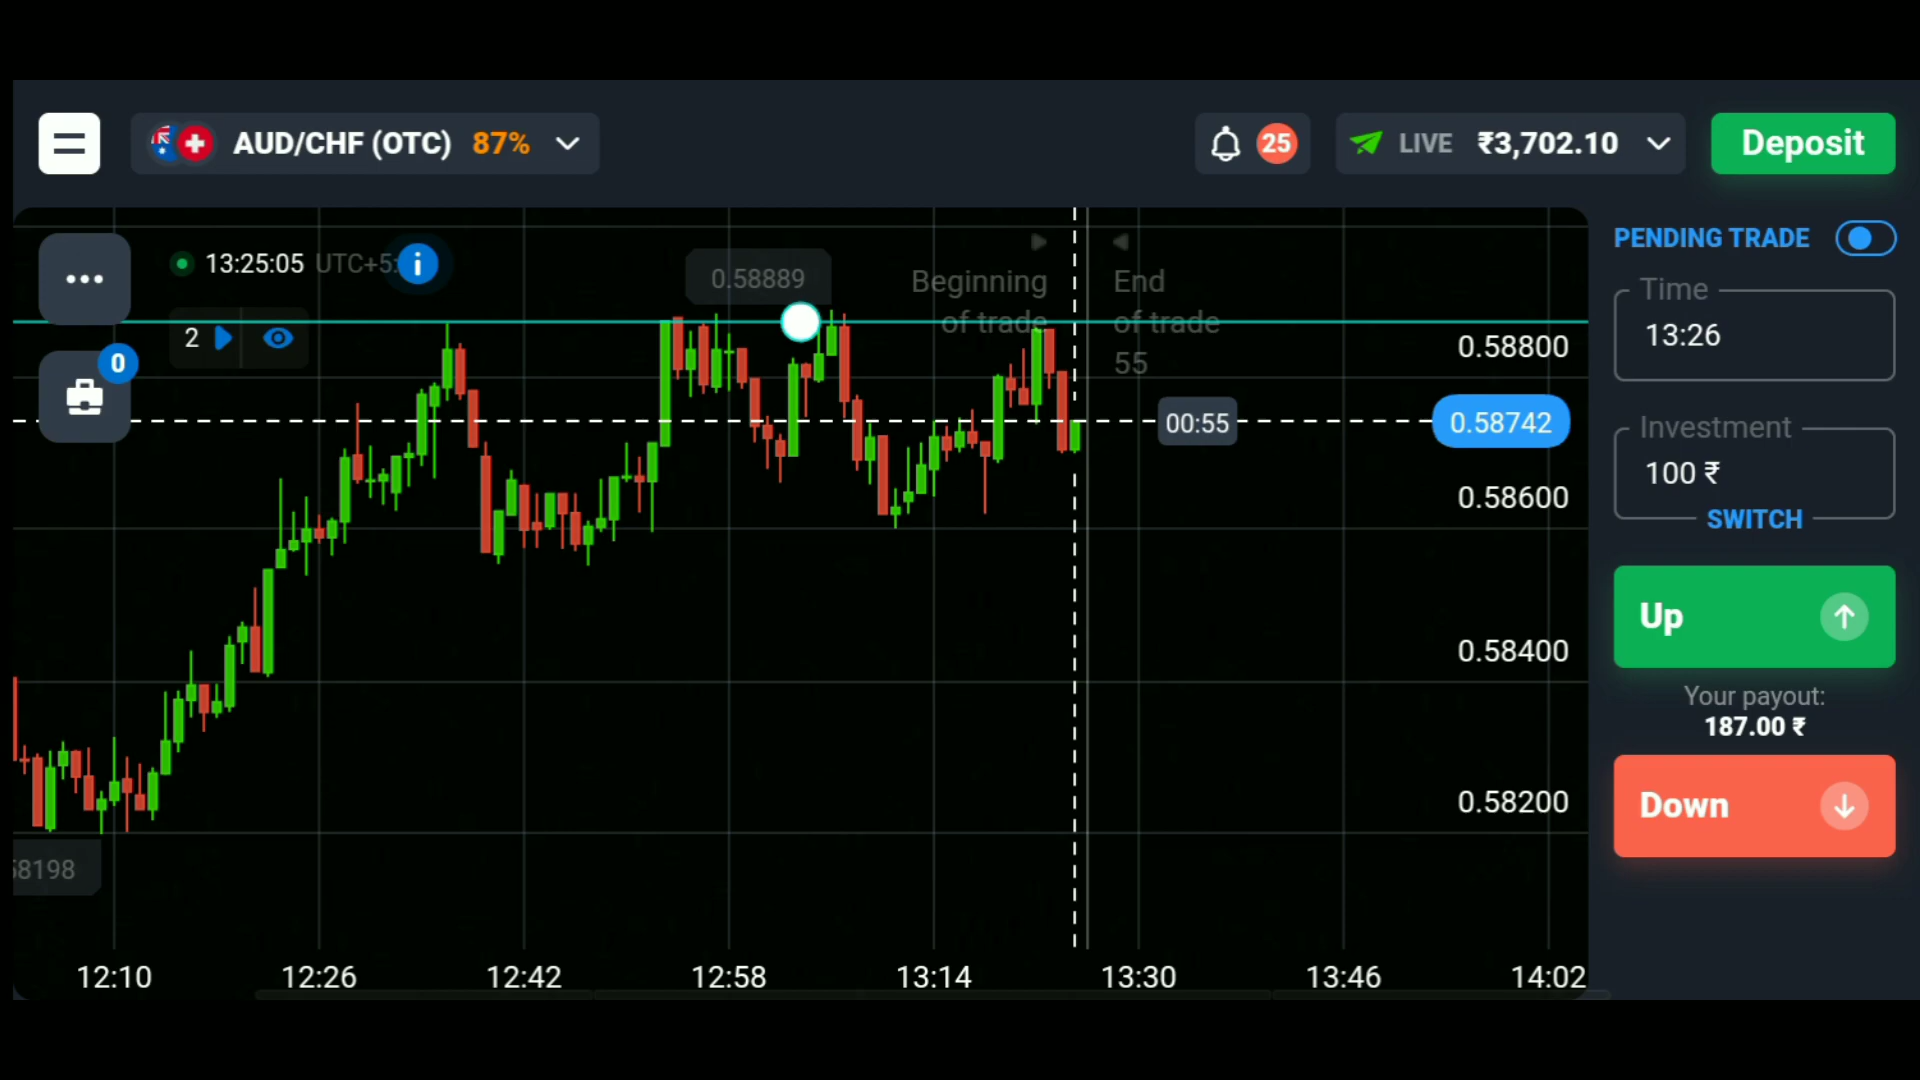 AUD/CHF (OTC) 87%
25
LIVE ₹3,702.10
Deposit
13:25:05 UTC+5:
i
2
0
0.58889
Beginning
of trade
End
of trade
55
0.58800
00:55
0.58742
0.58600
0.58400
0.58200
58198
12:10 12:26 12:42 12:58 13:14 13:30 13:46 14:02
PENDING TRADE
Time
13:26
Investment
100 ₹
SWITCH
Up
Your payout:
187.00 ₹
Down